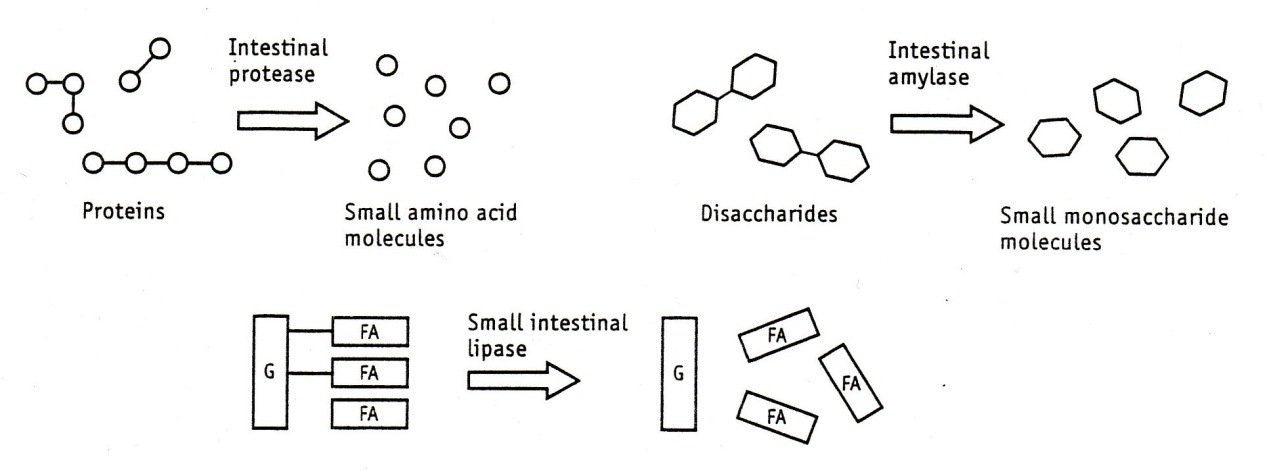 Intestinal
protease
Proteins
Small amino acid
molecules
Intestinal
amylase
Disaccharides
Small monosaccharide
molecules
G
FA
FA
FA
Small intestinal
lipase
G
FA
FA
FA